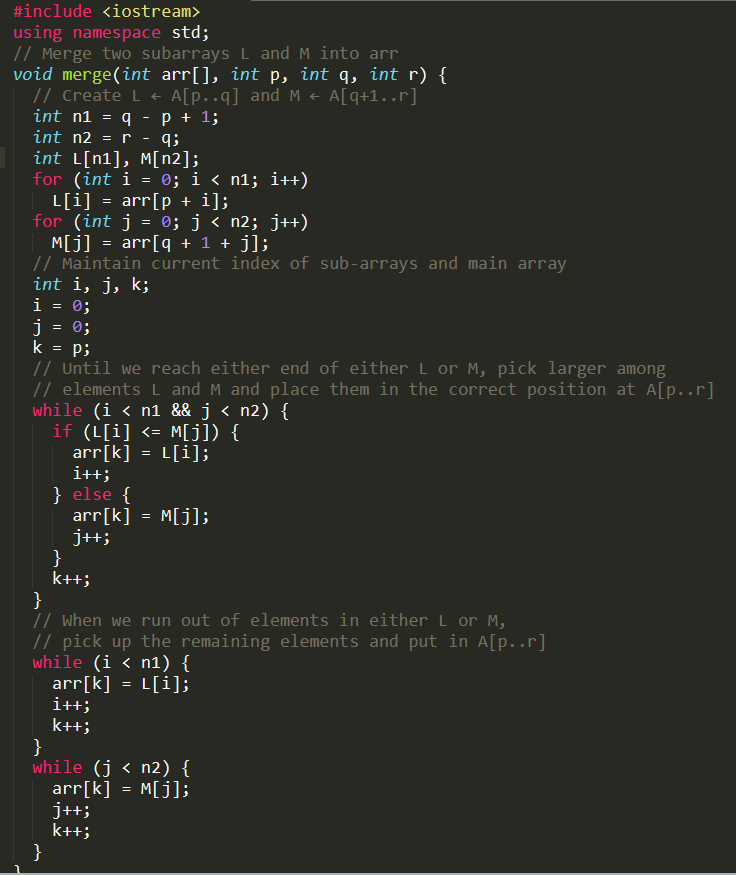 #include <iostream>
using namespace std;
// Merge two subarrays L and M into arr
void merge(int arr[], int p, int q, int r) {
  // Create L ← A[p..q] and M ← A[q+1..r]
  int n1 = q - p + 1;
  int n2 = r - q;
  int L[n1], M[n2];
  for (int i = 0; i < n1; i++)
    L[i] = arr[p + i];
  for (int j = 0; j < n2; j++)
    M[j] = arr[q + 1 + j];
  // Maintain current index of sub-arrays and main array
  int i, j, k;
  i = 0;
  j = 0;
  k = p;
  // Until we reach either end of either L or M, pick larger among
  // elements L and M and place them in the correct position at A[p..r]
  while (i < n1 && j < n2) {
    if (L[i] <= M[j]) {
      arr[k] = L[i];
      i++;
    } else {
      arr[k] = M[j];
      j++;
    }
    k++;
  }
  // When we run out of elements in either L or M,
  // pick up the remaining elements and put in A[p..r]
  while (i < n1) {
    arr[k] = L[i];
    i++;
    k++;
  }
  while (j < n2) {
    arr[k] = M[j];
    j++;
    k++;
  }
}